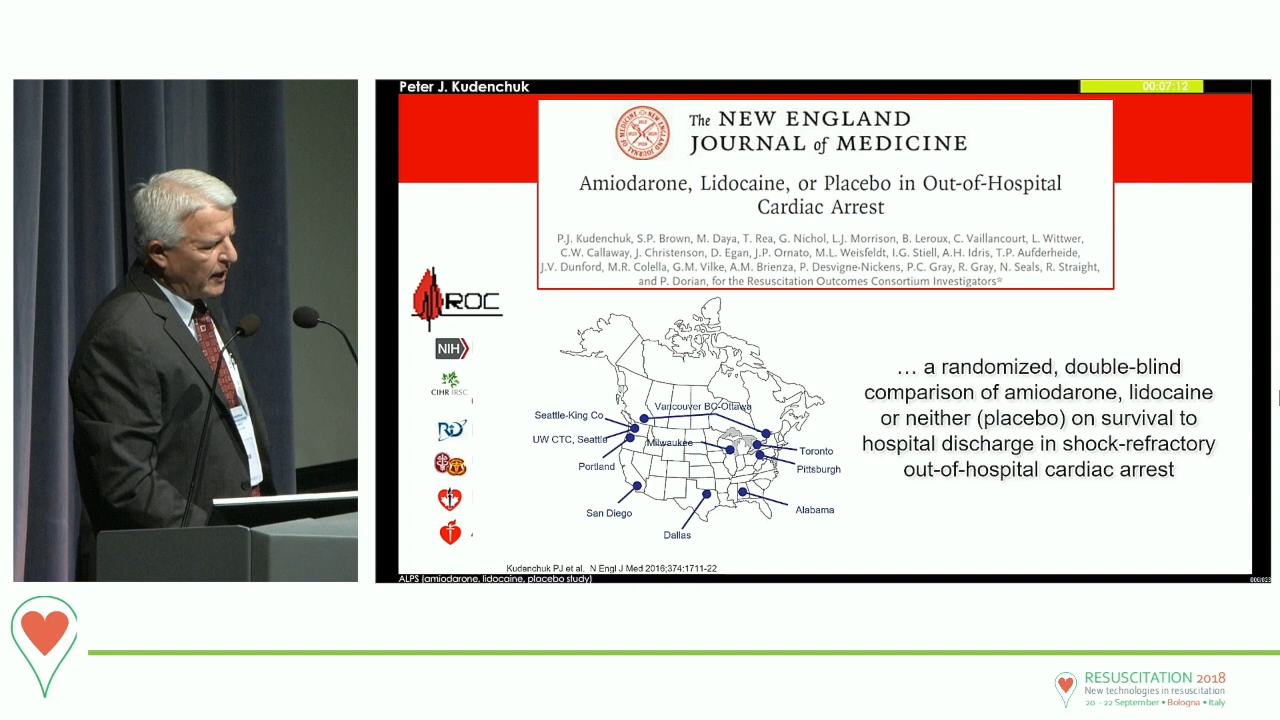 Peter J. Kudenchuk
00:07:12
The NEW ENGLAND
JOURNAL of MEDICINE
Amiodarone, Lidocaine, or Placebo in Out-of-Hospital
Cardiac Arrest
P.J. Kudenchuk, S.P. Brown, M. Daya, T. Rea, G. Nichol, L.J. Morrison, B. Leroux, C. Vaillancourt, L. Wittwer,
C.W. Callaway, J. Christenson, D. Egan, J.P. Ornato, M.L. Weisfeldt, I.G. Stiell, A.H. Idris, T.P. Aufderheide,
J.V. Dunford, M.R. Colella, G.M. Vilke, A.M. Brienza, P. Desvigne-Nickens, P.C. Gray, R. Gray, N. Seals, R. Straight,
and P. Dorian, for the Resuscitation Outcomes Consortium Investigators*
ROC
NIH
CIHR IRSC
Vancouver BC
Ottawa
Seattle-King Co
UW CTC, Seattle
Milwaukee
Portland
Toronto
Pittsburgh
San Diego
Alabama
Dallas
… a randomized, double-blind
comparison of amiodarone, lidocaine
or neither (placebo) on survival to
hospital discharge in shock-refractory
out-of-hospital cardiac arrest
Kudenchuk PJ et al. N Engl J Med 2016;374:1711-22
ALPS (amiodarone, lidocaine, placebo study)
RESUSCITATION 2018
New technologies in resuscitation
20 - 22 September • Bologna • Italy